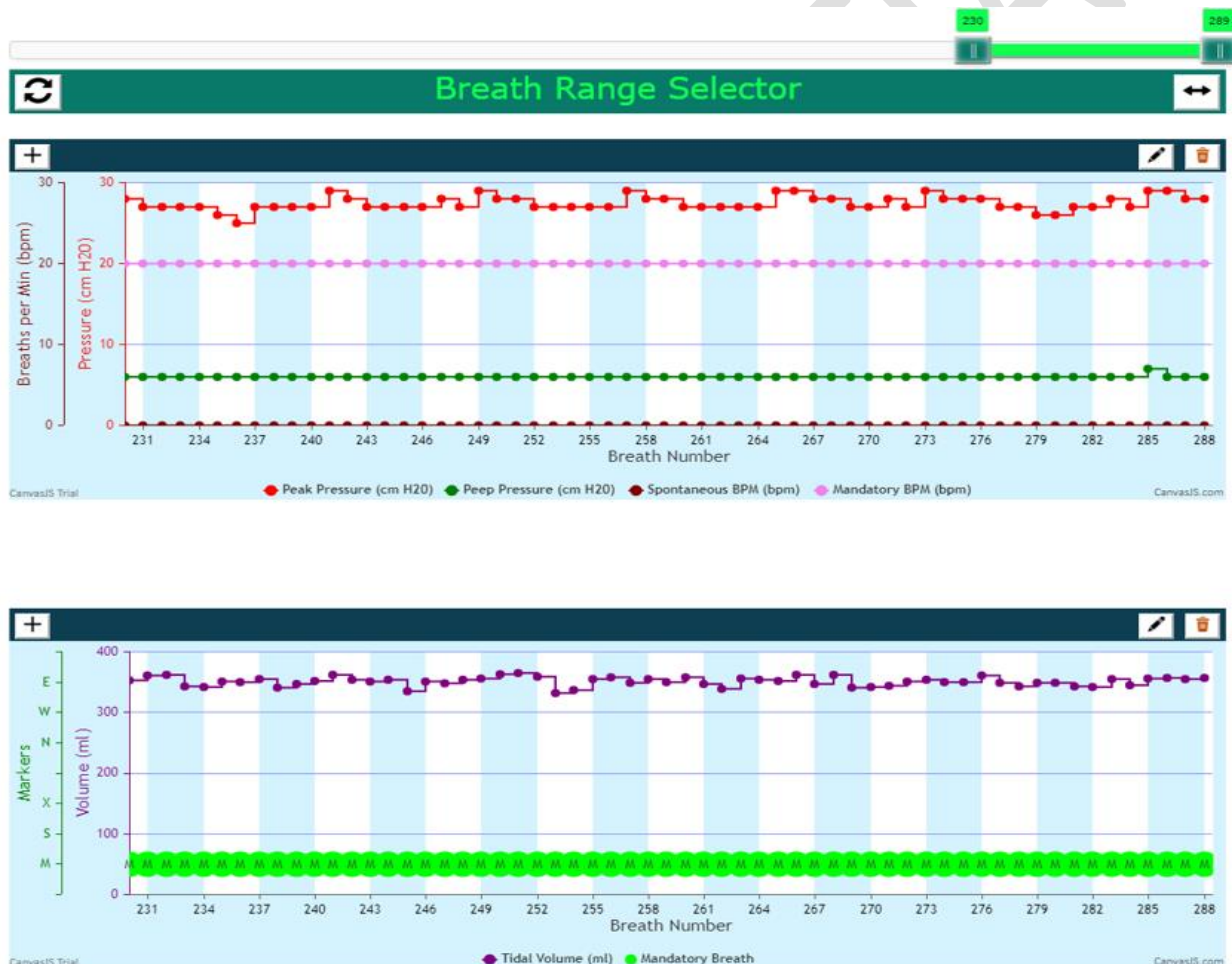 230
289
Breath Range Selector
30
20
10
0
Breaths per Min (bpm)
30
20
10
0
Pressure (cm H20)
231 234 237 240 243 246 249 252 255 258 261 264 267 270 273 276 279 282 285 288
Breath Number
Peak Pressure (cm H20) Peep Pressure (cm H20) Spontaneous BPM (bpm) Mandatory BPM (bpm)
CanvasJS Trial
CanvasJS.com
E
W
N
I
X
S
M
Markers
400
300
200
100
0
Volume (ml)
M M M M M M M M M M M M M M M M M M M M M M M M M M M M M M M M M M M M M M M M M M M M M M M M M M M M M M M M M M M
231 234 237 240 243 246 249 252 255 258 261 264 267 270 273 276 279 282 285 288
Breath Number
Tidal Volume (ml) Mandatory Breath
CanvasJS Trial
CanvasJS.com